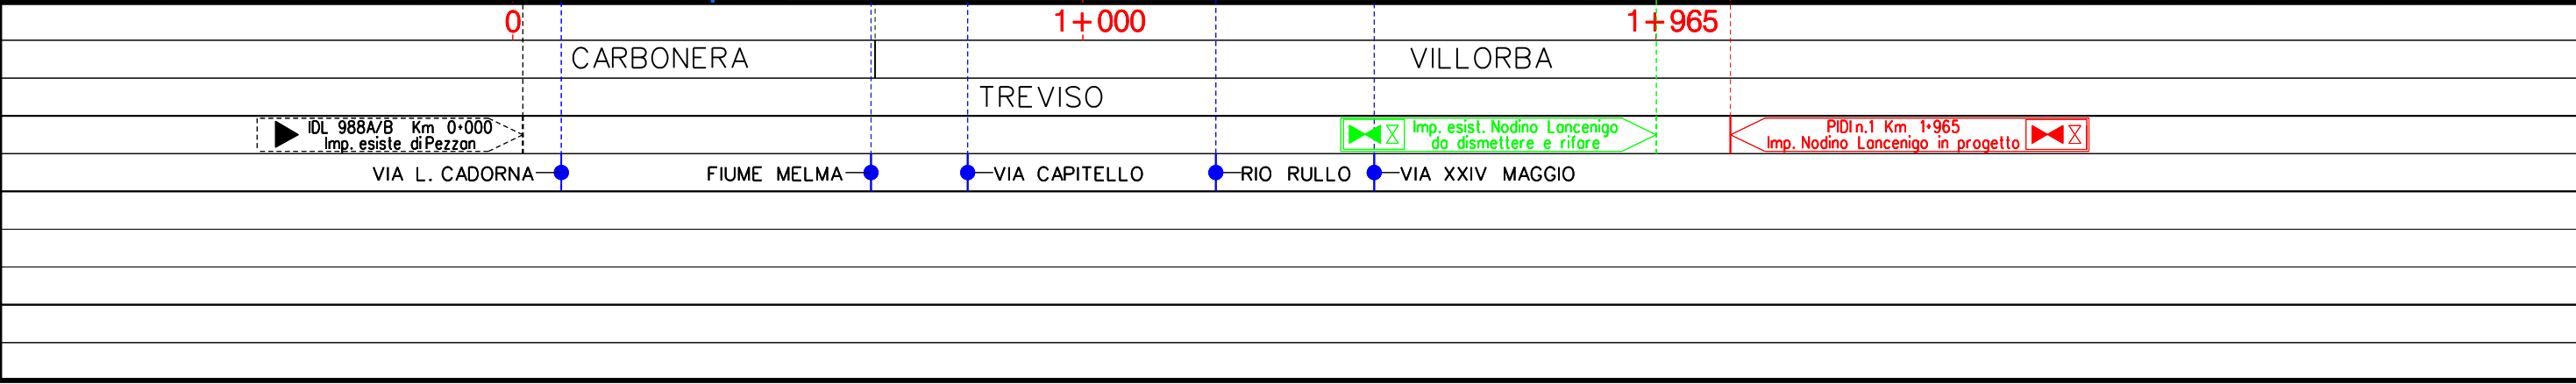 0 1+000 1+965
CARBONERA VILLORBA
TREVISO
IDL 988A/B Km 0+000
Imp. esiste di Pezzan
Imp. esist. Nodino Lancenigo
da dismettere e rifare
PIDI n.1 Km 1+965
Imp. Nodino Lancenigo in progetto
VIA L. CADORNA FIUME MELMA VIA CAPITELLO RIO RULLO VIA XXIV MAGGIO